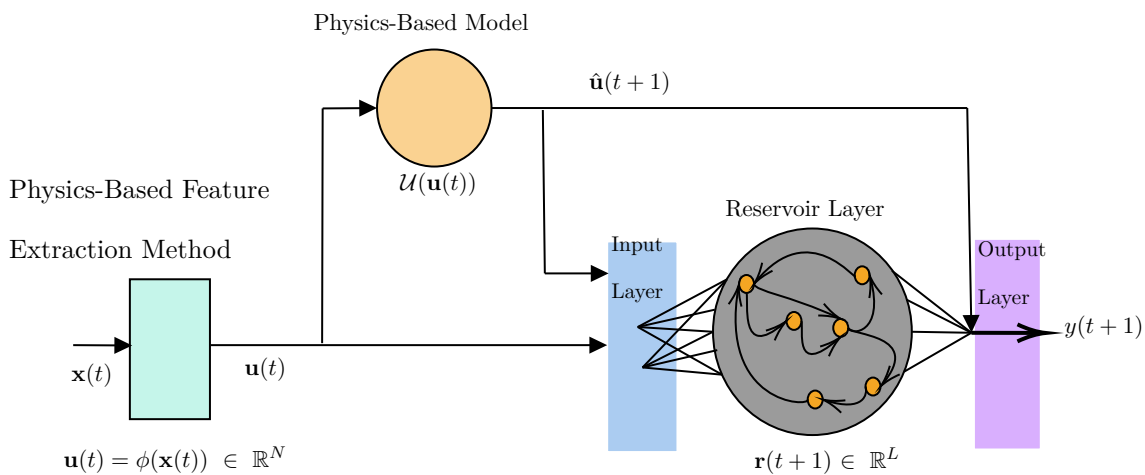 Physics-Based Model
û(t + 1)
𝒰(u(t))
Physics-Based Feature
Extraction Method
Reservoir Layer
Input
Layer
Output
Layer
x(t)
u(t)
y(t + 1)
u(t) = ϕ(x(t)) ∈ ℝ^N
r(t + 1) ∈ ℝ^L